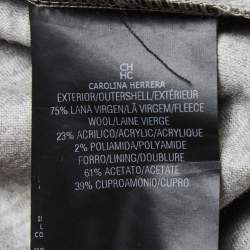 CH
HC
CAROLINA HERRERA
EXTERIOR/OUTERSHELL/EXTÉRIEUR
75% LANA VIRGEN/VIRGEM/FLEECE
WOOL/LAINE VIERGE
23% ACRILICO/ACRYLIC/ACRYLIQUE
2% POLIAMIDA/POLYAMIDE
FORRO/LINING/DOUBLURE
61% ACETATO/ACETATE
39% CUPROAMONIO/CUPRO